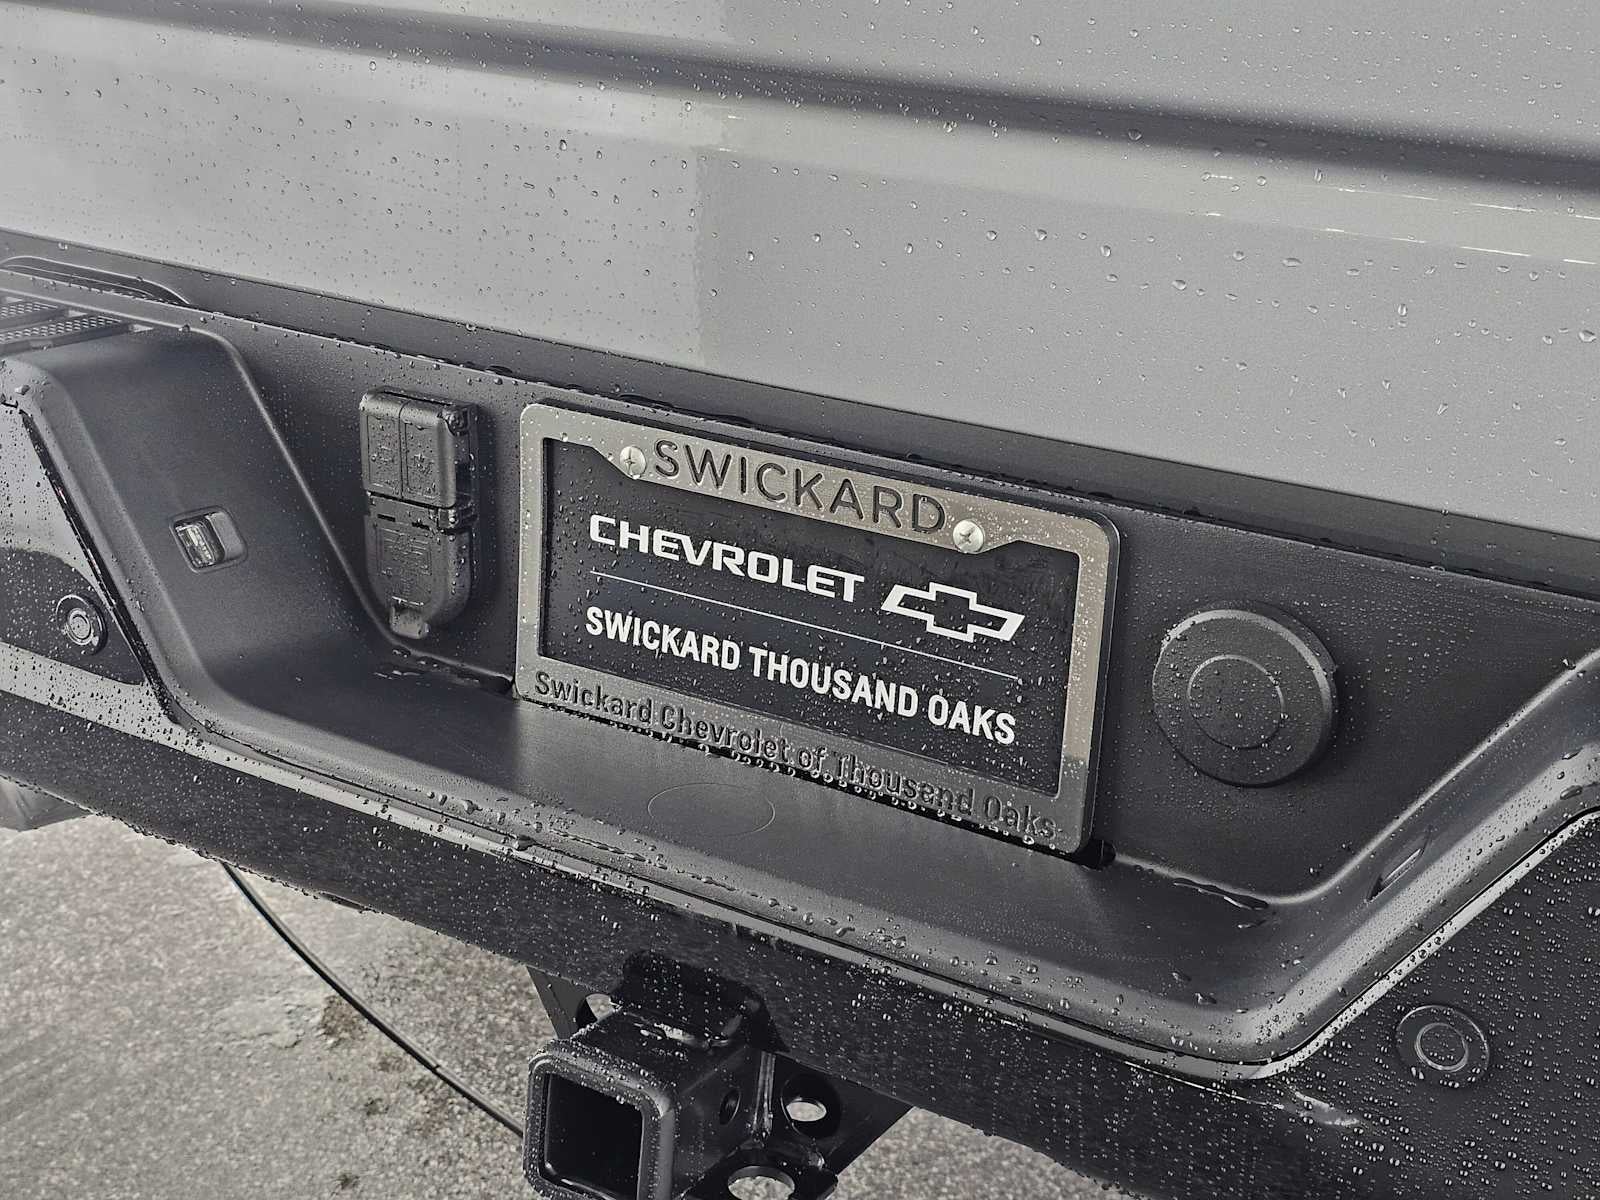 SWICKARD
CHEVROLET
SWICKARD THOUSAND OAKS
Swickard Chevrolet of Thousand Oaks